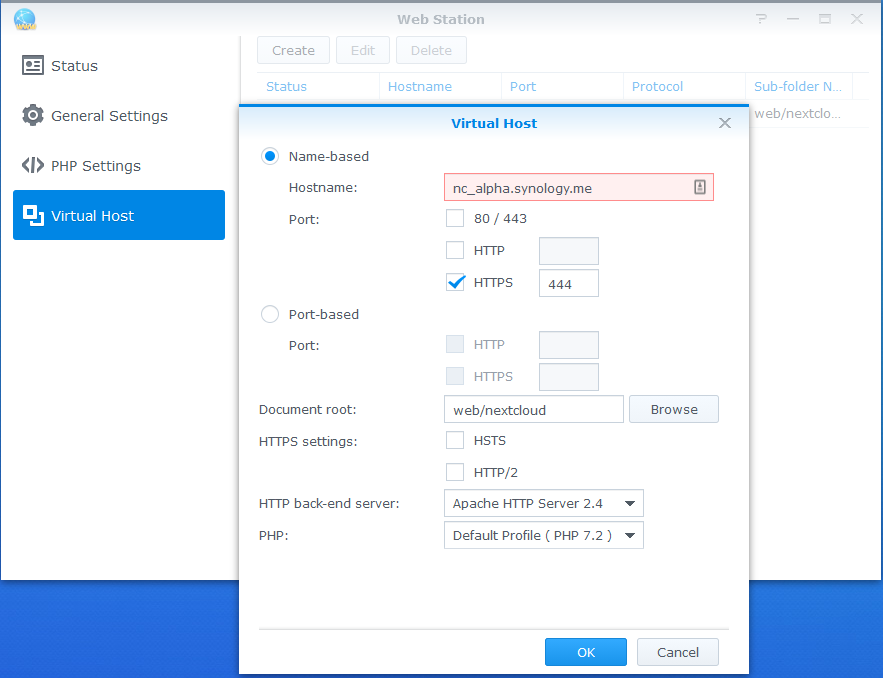 Web Station
Status
General Settings
PHP Settings
Virtual Host
Create Edit Delete
Status Hostname Port Protocol Sub-folder N...
web/nextclo...
Virtual Host
Name-based
Hostname: nc_alpha.synology.me
Port: 80 / 443
HTTP
HTTPS 444
Port-based
Port: HTTP
HTTPS
Document root: web/nextcloud Browse
HTTPS settings: HSTS
HTTP/2
HTTP back-end server: Apache HTTP Server 2.4
PHP: Default Profile ( PHP 7.2 )
OK Cancel